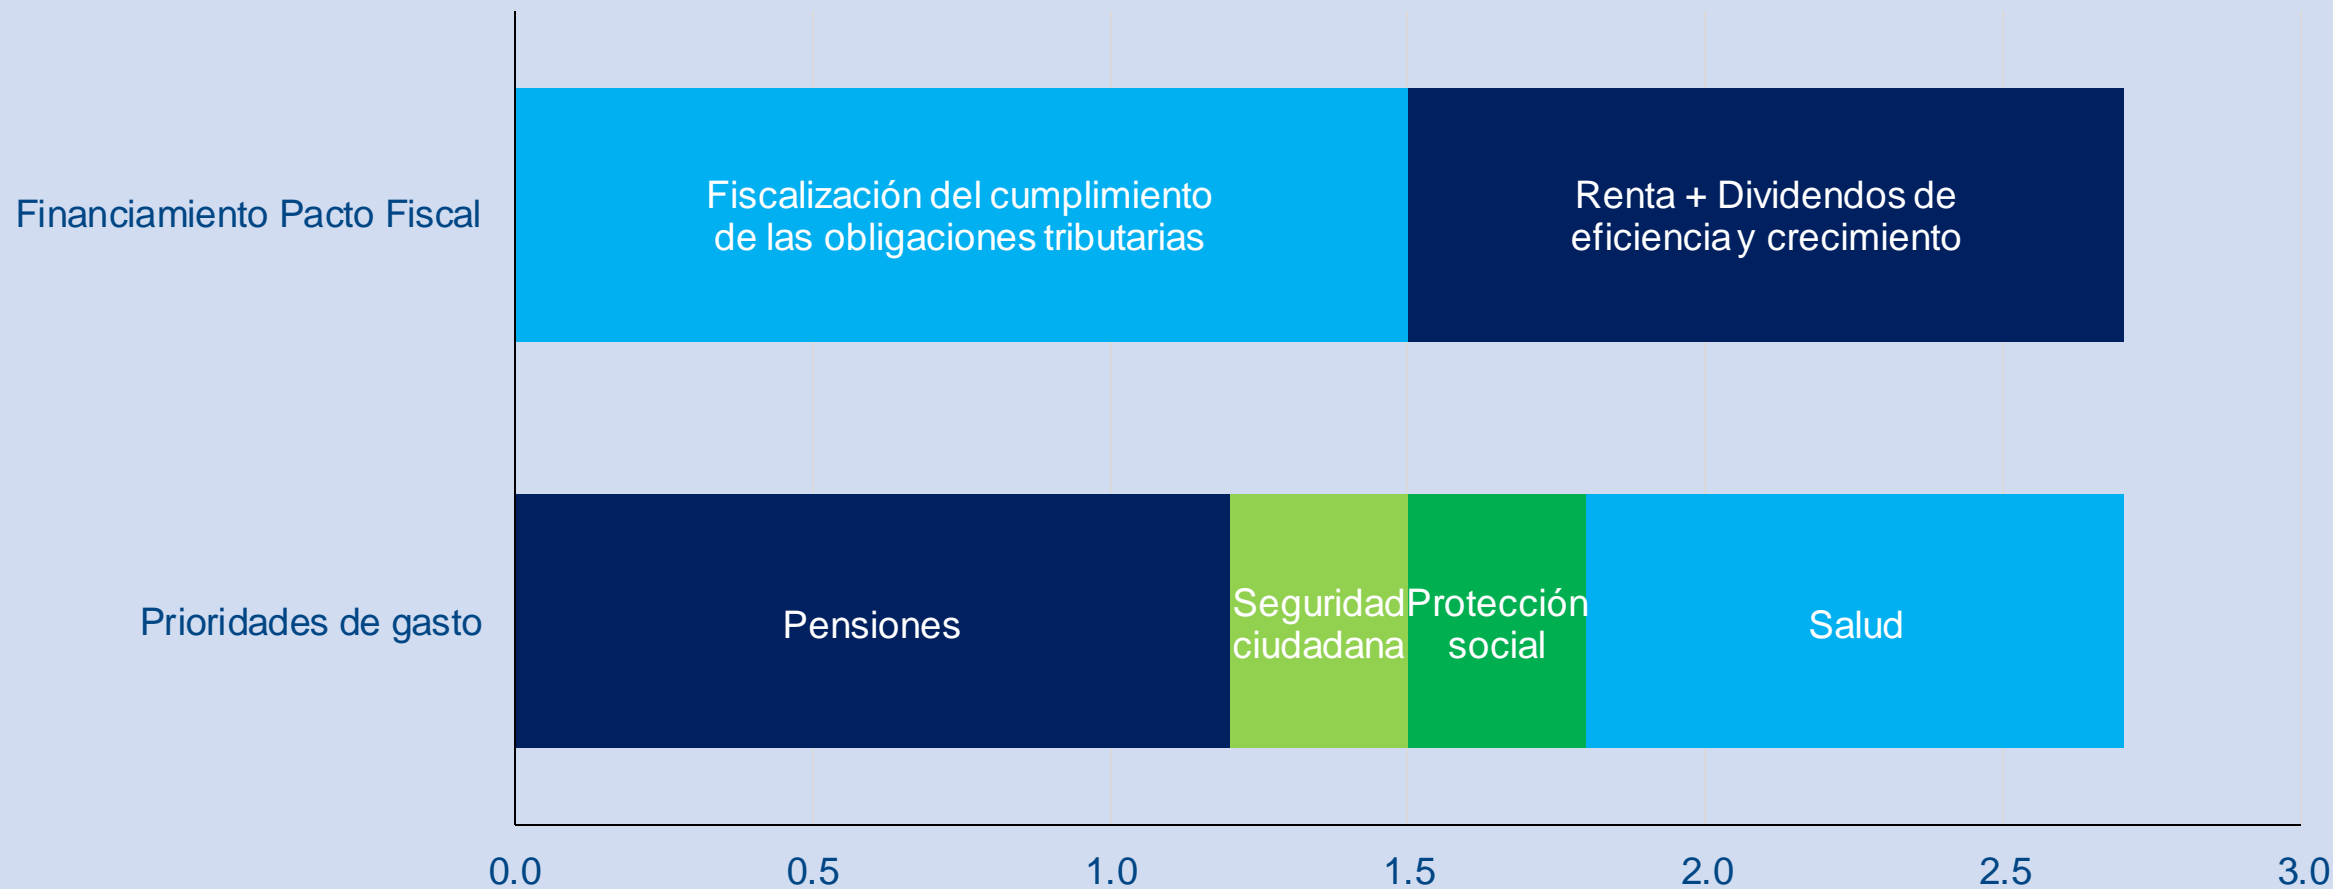 Financiamiento Pacto Fiscal
Fiscalización del cumplimiento
de las obligaciones tributarias
Renta + Dividendos de
eficiencia y crecimiento
Prioridades de gasto
Pensiones
Seguridad
ciudadana
Protección
social
Salud
0.0 0.5 1.0 1.5 2.0 2.5 3.0